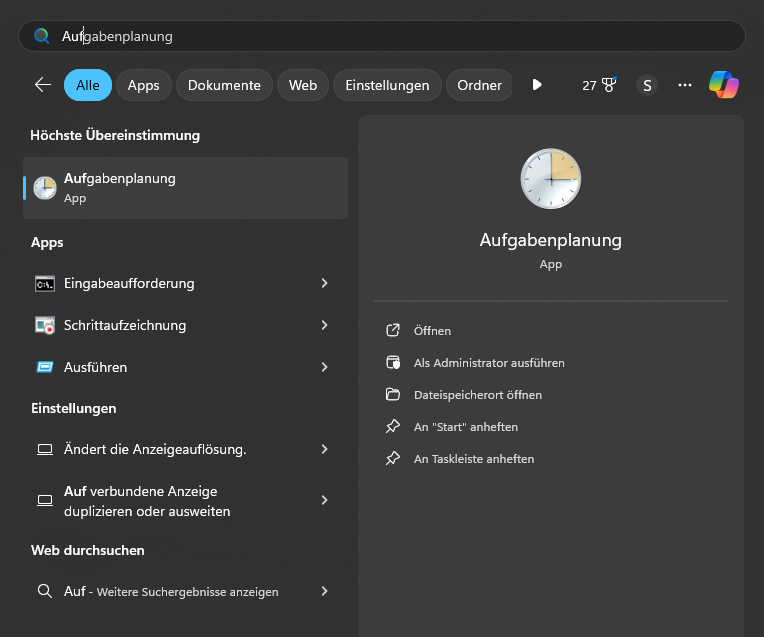 Aufgabenplanung
Alle Apps Dokumente Web Einstellungen Ordner 27 S ...
Höchste Übereinstimmung
Aufgabenplanung
App
Apps
Eingabeaufforderung
Schrittaufzeichnung
Ausführen
Einstellungen
Ändert die Anzeigeauflösung.
Auf verbundene Anzeige
duplizieren oder ausweiten
Web durchsuchen
Auf - Weitere Suchergebnisse anzeigen
Aufgabenplanung
App
Öffnen
Als Administrator ausführen
Dateispeicherort öffnen
An "Start" anheften
An Taskleiste anheften